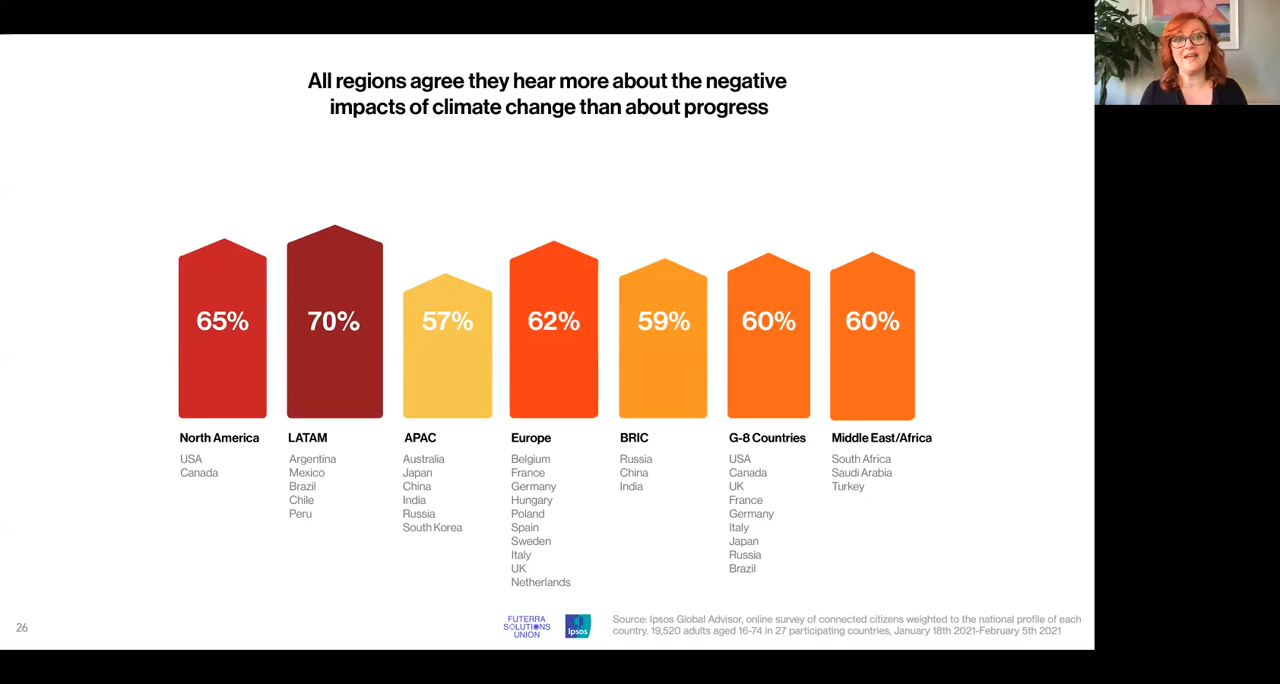 All regions agree they hear more about the negative
impacts of climate change than about progress
65%
70%
57%
62%
59%
60%
60%
North America
USA
Canada
LATAM
Argentina
Mexico
Brazil
Chile
Peru
APAC
Australia
Japan
China
India
Russia
South Korea
Europe
Belgium
France
Germany
Hungary
Poland
Spain
Sweden
Italy
UK
Netherlands
BRIC
Russia
China
India
G-8 Countries
USA
Canada
UK
France
Germany
Italy
Japan
Russia
Brazil
Middle East/Africa
South Africa
Saudi Arabia
Turkey
26
FUTERRA
SOLUTIONS
UNION
Ipsos
Source: Ipsos Global Advisor, online survey of connected citizens weighted to the national profile of each
country. 19,520 adults aged 16-74 in 27 participating countries, January 18th 2021-February 5th 2021